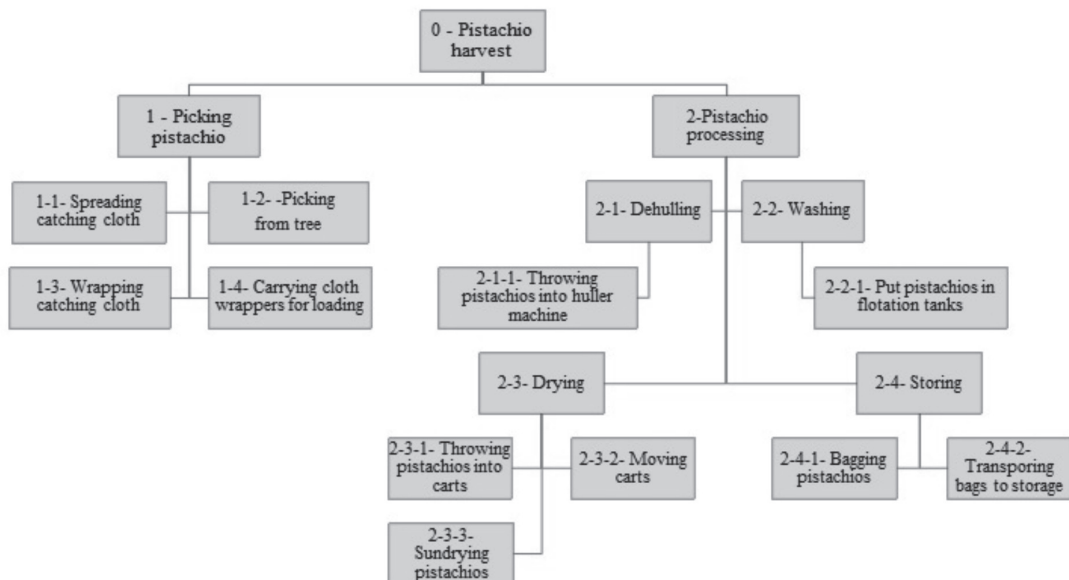 0 - Pistachio
harvest
1 - Picking
pistachio
2-Pistachio
processing
1-1- Spreading
catching cloth
1-2- -Picking
from tree
2-1- Dehulling
2-2- Washing
1-3- Wrapping
catching cloth
1-4- Carrying cloth
wrappers for loading
2-1-1- Throwing
pistachios into huller
machine
2-2-1- Put pistachios in
flotation tanks
2-3- Drying
2-4- Storing
2-3-1- Throwing
pistachios into
carts
2-3-2- Moving
carts
2-4-1- Bagging
pistachios
2-4-2-
Transporing
bags to storage
2-3-3-
Sundrying
pistachios